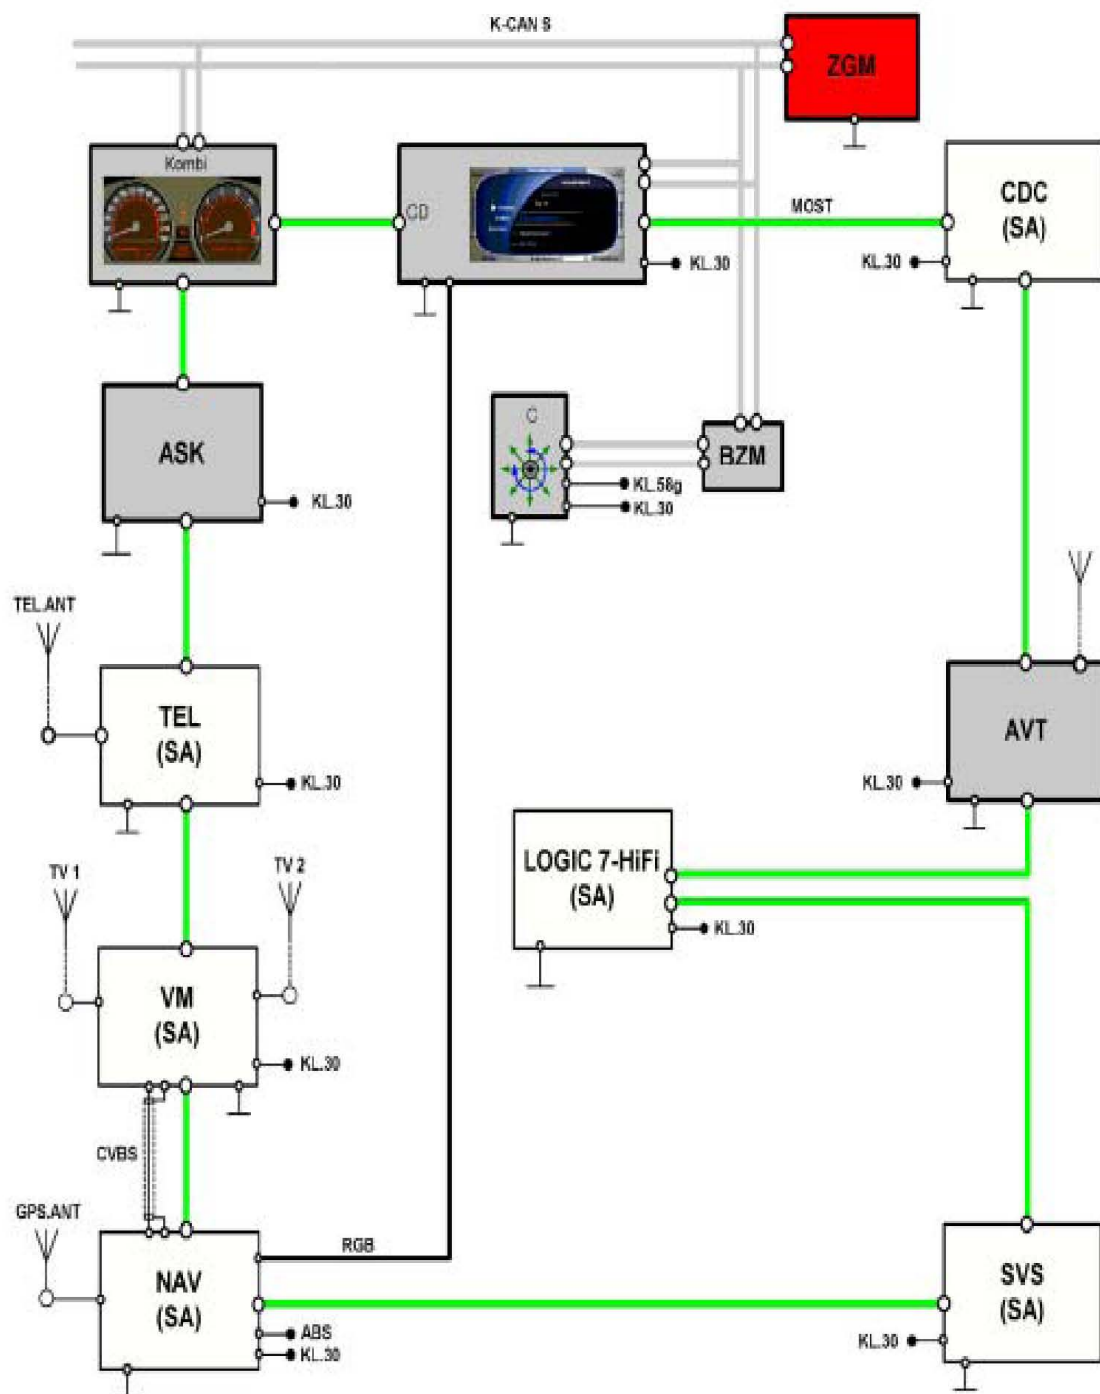 K-CAN S
ZGM
Kombi
CD
MOST
CDC
(SA)
KL.30
KL.30
C
ASK
BZM
KL.58g
KL.30
KL.30
TEL.ANT
TEL
(SA)
AVT
KL.30
KL.30
LOGIC 7-HiFi
(SA)
TV 1
TV 2
KL.30
VM
(SA)
KL.30
CVBS
GPS.ANT
RGB
NAV
(SA)
SVS
(SA)
ABS
KL.30
KL.30